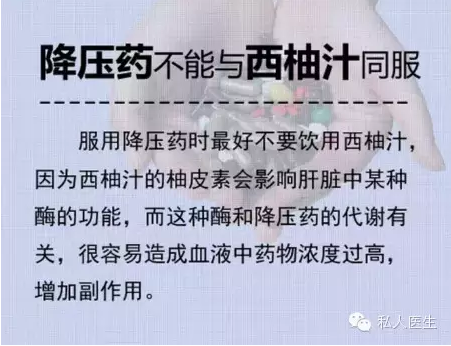 降压药不能与西柚汁同服
服用降压药时最好不要饮用西柚汁，
因为西柚汁的柚皮素会影响肝脏中某种
酶的功能，而这种酶和降压药的代谢有
关，很容易造成血液中药物浓度过高，
增加副作用。
私人医生